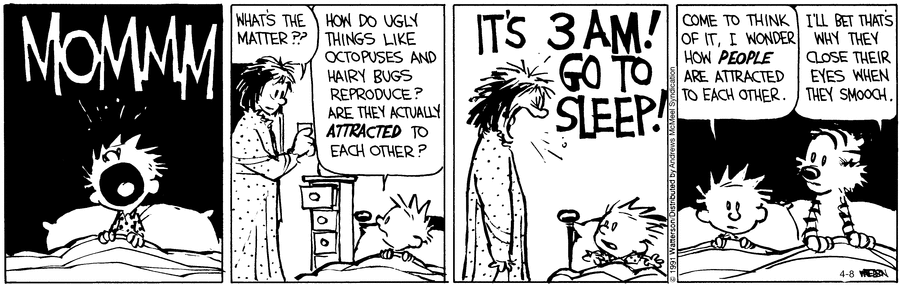 MOMMM
WHAT'S THE
MATTER??
HOW DO UGLY
THINGS LIKE
OCTOPUSES AND
HAIRY BUGS
REPRODUCE?
ARE THEY ACTUALLY
ATTRACTED TO
EACH OTHER?
IT'S 3 AM!
GO TO
SLEEP!
© 1991 Watterson/Distributed by Andrews McMeel Syndication
COME TO THINK
OF IT, I WONDER
HOW PEOPLE
ARE ATTRACTED
TO EACH OTHER.
I'LL BET THAT'S
WHY THEY
CLOSE THEIR
EYES WHEN
THEY SMOOCH.
4-8 WATTERSON